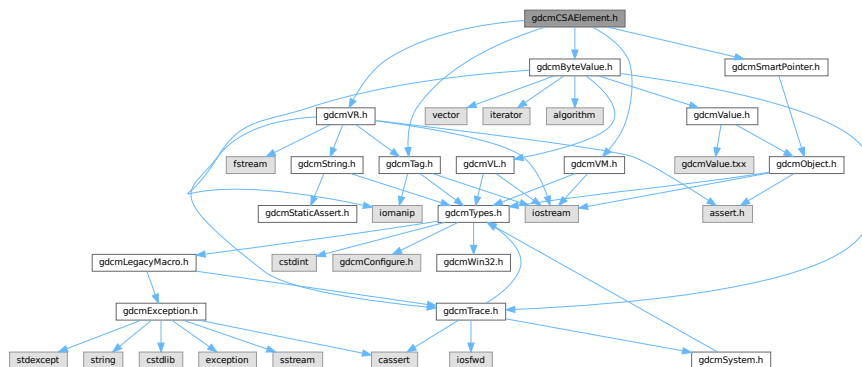 gdcmCSAElement.h
gdcmByteValue.h
gdcmSmartPointer.h
gdcmVR.h
vector
iterator
algorithm
gdcmValue.h
fstream
gdcmString.h
gdcmTag.h
gdcmVL.h
gdcmVM.h
gdcmValue.txx
gdcmObject.h
gdcmStaticAssert.h
iomanip
gdcmTypes.h
iostream
assert.h
gdcmLegacyMacro.h
cstdint
gdcmConfigure.h
gdcmWin32.h
gdcmException.h
gdcmTrace.h
stdexcept
string
cstdlib
exception
sstream
cassert
iosfwd
gdcmSystem.h